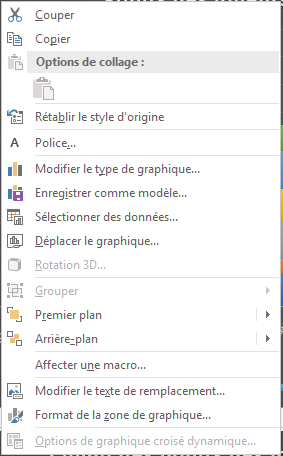 Couper
Copier
Options de collage :
Rétablir le style d'origine
Police...
Modifier le type de graphique...
Enregistrer comme modèle...
Sélectionner des données...
Déplacer le graphique...
Rotation 3D...
Grouper
Premier plan
Arrière-plan
Affecter une macro...
Modifier le texte de remplacement...
Format de la zone de graphique...
Options de graphique croisé dynamique...